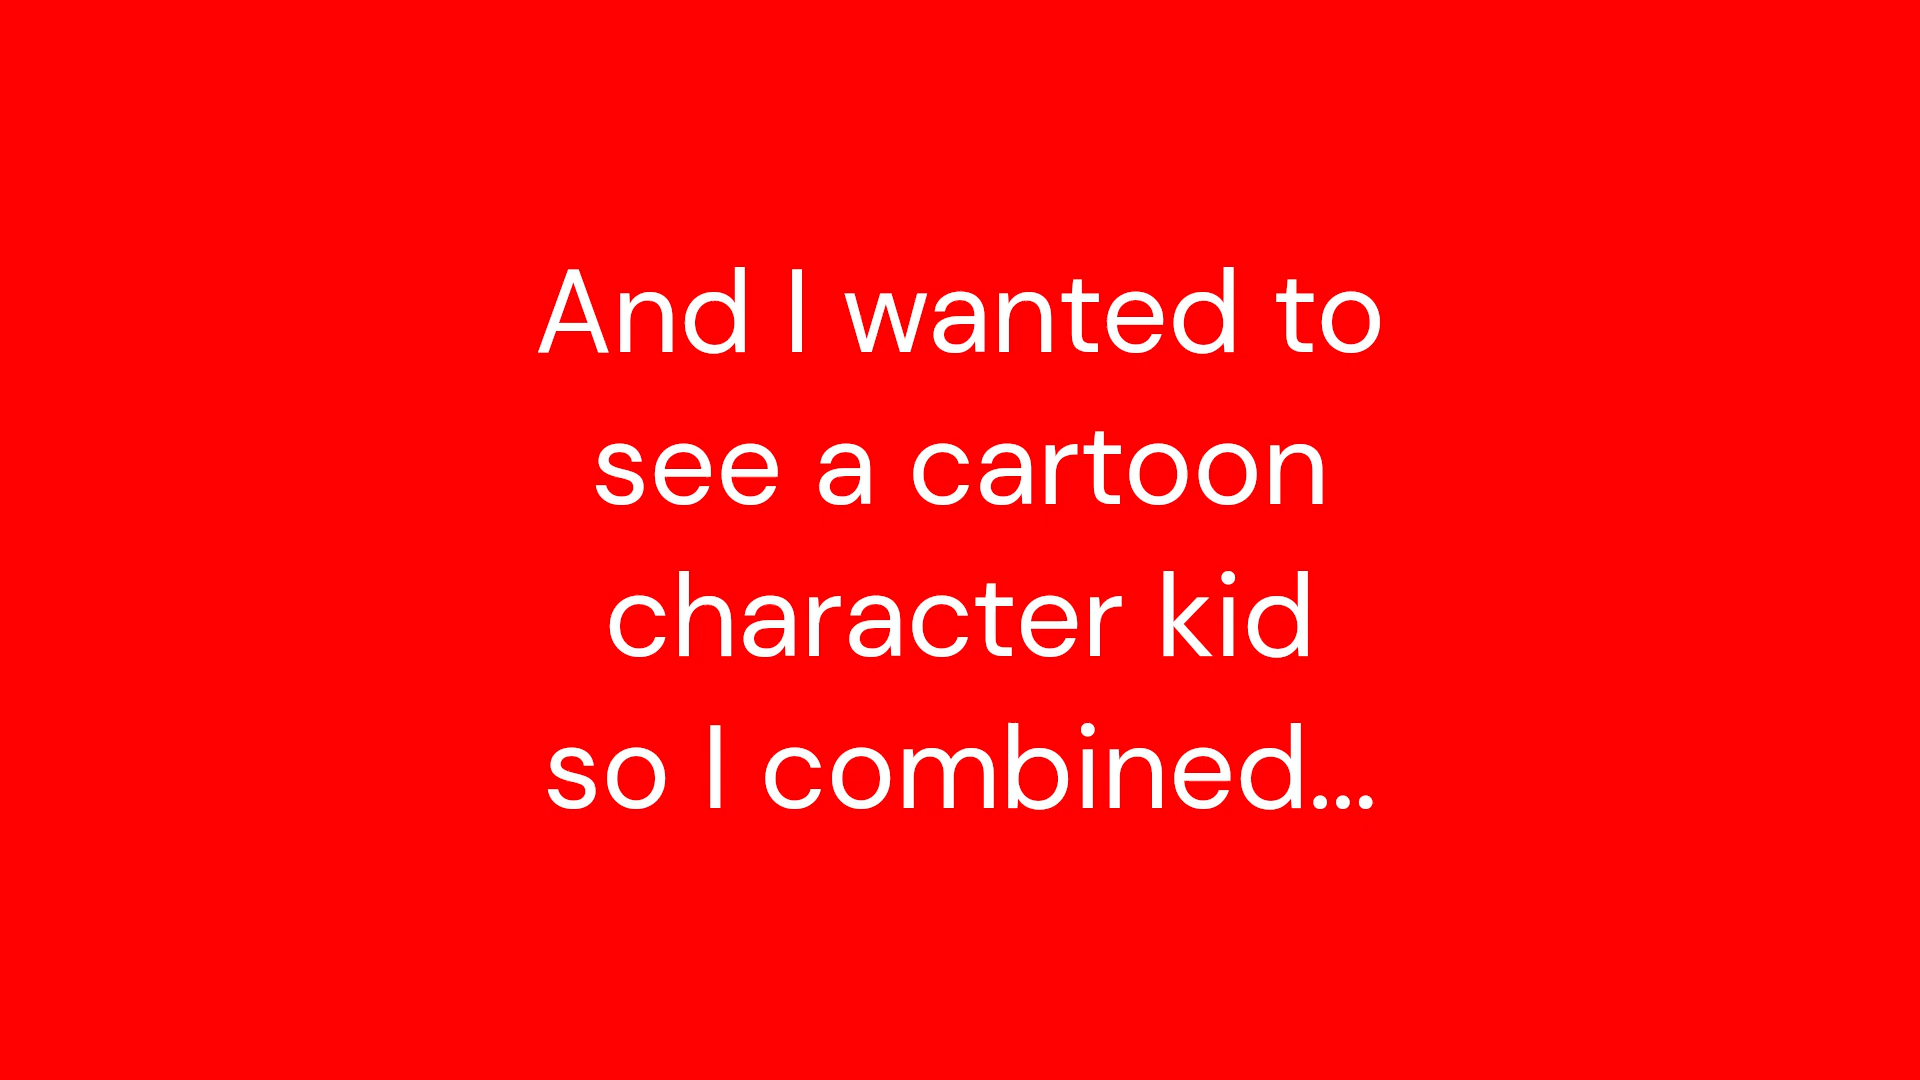 And I wanted to
see a cartoon
character kid
so I combined...